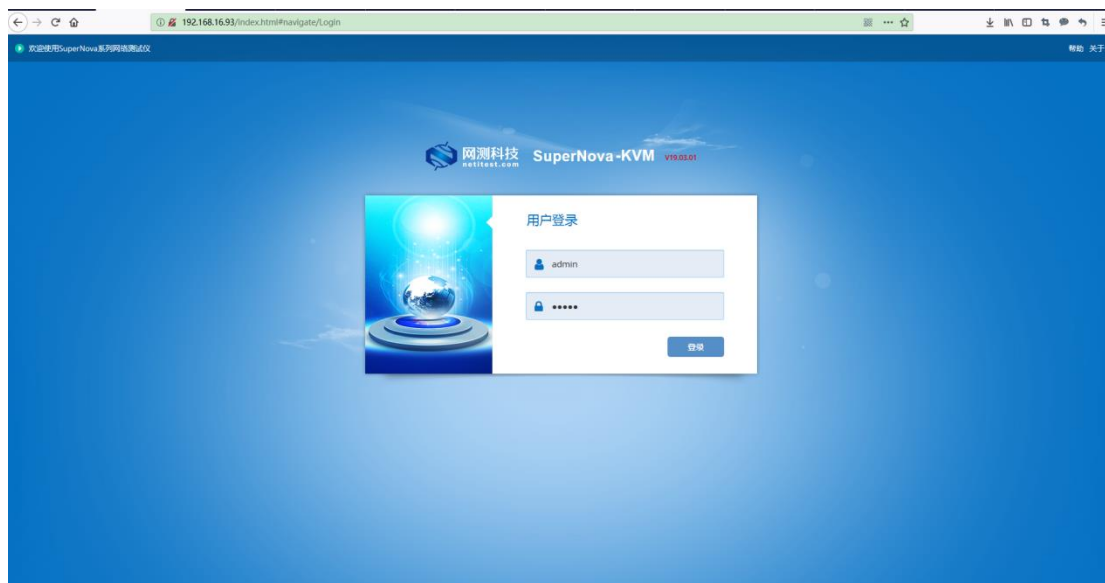 192.168.16.93/index.html#navigate/Login
欢迎使用SuperNova系列网络测试仪
帮助 关于
网测科技 SuperNova-KVM V19.03.01
netitest.com
用户登录
admin
•••••
登录